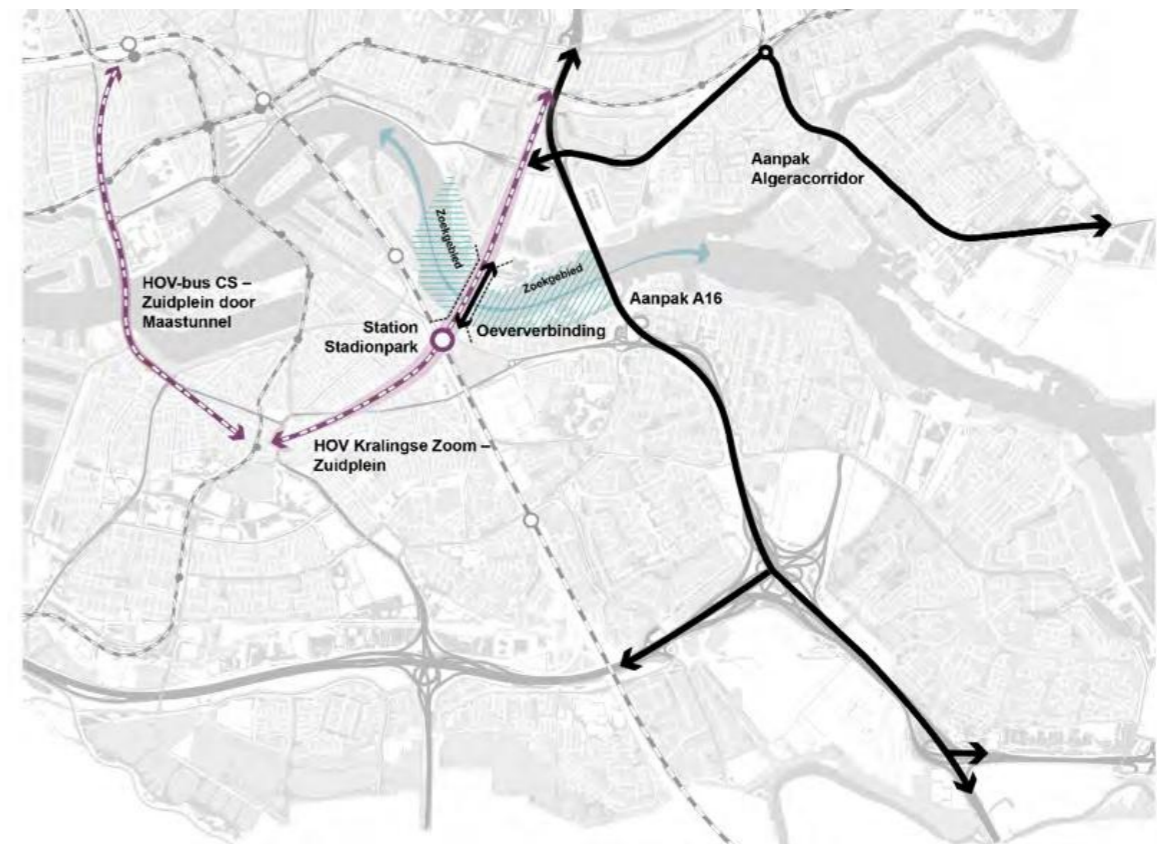 Aanpak
Algeracorridor
Zoekgebied
Zoekgebied
HOV-bus CS –
Zuidplein door
Maastunnel
Aanpak A16
Station
Stadionpark
Oeververbinding
HOV Kralingse Zoom –
Zuidplein